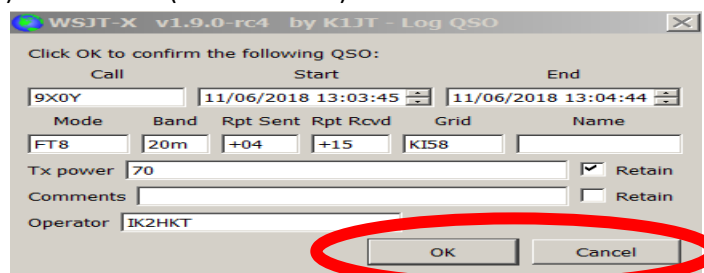 WSJT-X v1.9.0-rc4 by K1JT - Log QSO
Click OK to confirm the following QSO:
Call Start End
9X0Y 11/06/2018 13:03:45 11/06/2018 13:04:44
Mode Band Rpt Sent Rpt Rcvd Grid Name
FT8 20m +04 +15 KI58
Tx power 70 Retain
Comments Retain
Operator IK2HKT
OK Cancel